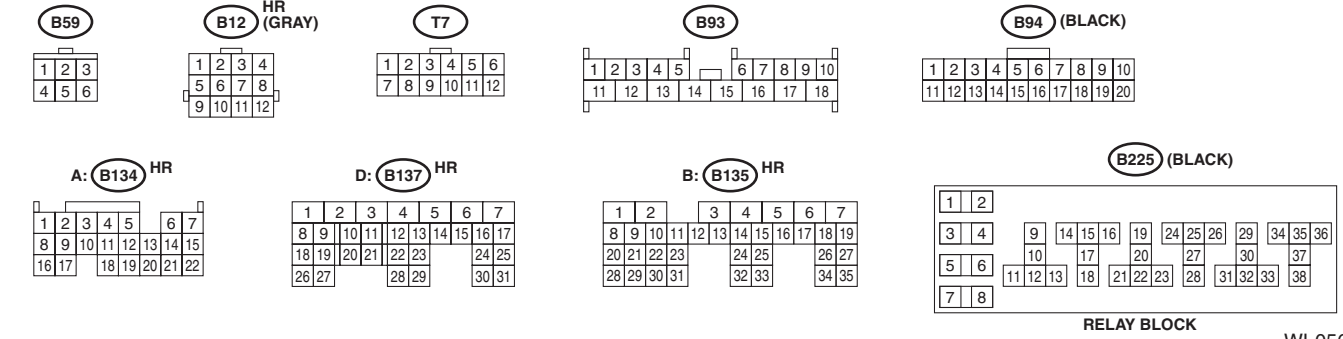 B59
B12 HR (GRAY)
T7
B93
B94 (BLACK)
1 2 3
4 5 6
1 2 3 4
5 6 7 8
9 10 11 12
1 2 3 4 5 6
7 8 9 10 11 12
1 2 3 4 5 6 7 8 9 10
11 12 13 14 15 16 17 18
1 2 3 4 5 6 7 8 9 10
11 12 13 14 15 16 17 18 19 20
A: B134 HR
D: B137 HR
B: B135 HR
B225 (BLACK)
1 2 3 4 5 6 7
8 9 10 11 12 13 14 15
16 17 18 19 20 21 22
1 2 3 4 5 6 7
8 9 10 11 12 13 14 15 16 17
18 19 20 21 22 23 24 25
26 27 28 29 30 31
1 2 3 4 5 6 7
8 9 10 11 12 13 14 15 16 17 18 19
20 21 22 23 24 25 26 27
28 29 30 31 32 33 34 35
1 2
3 4 9 14 15 16 19 24 25 26 29 34 35 36
10 17 20 27 30 37
5 6 11 12 13 18 21 22 23 28 31 32 33 38
7 8
RELAY BLOCK